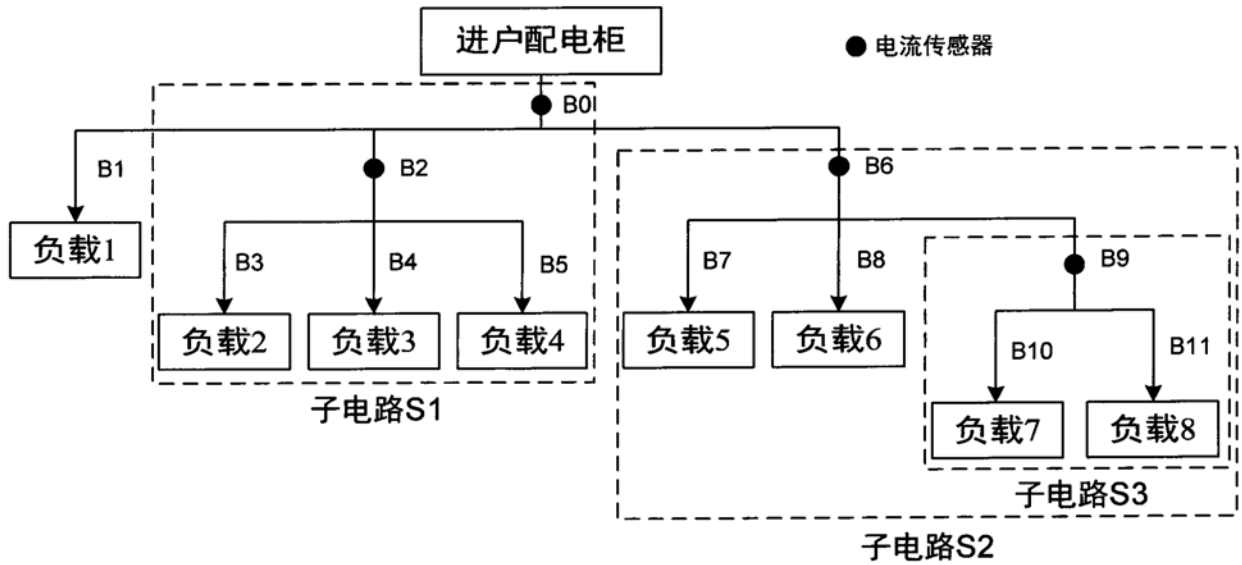 进户配电柜
电流传感器
B0
B1
B2
B6
负载1
B3
B4
B5
B7
B8
B9
负载2
负载3
负载4
负载5
负载6
B10
B11
子电路S1
负载7
负载8
子电路S3
子电路S2